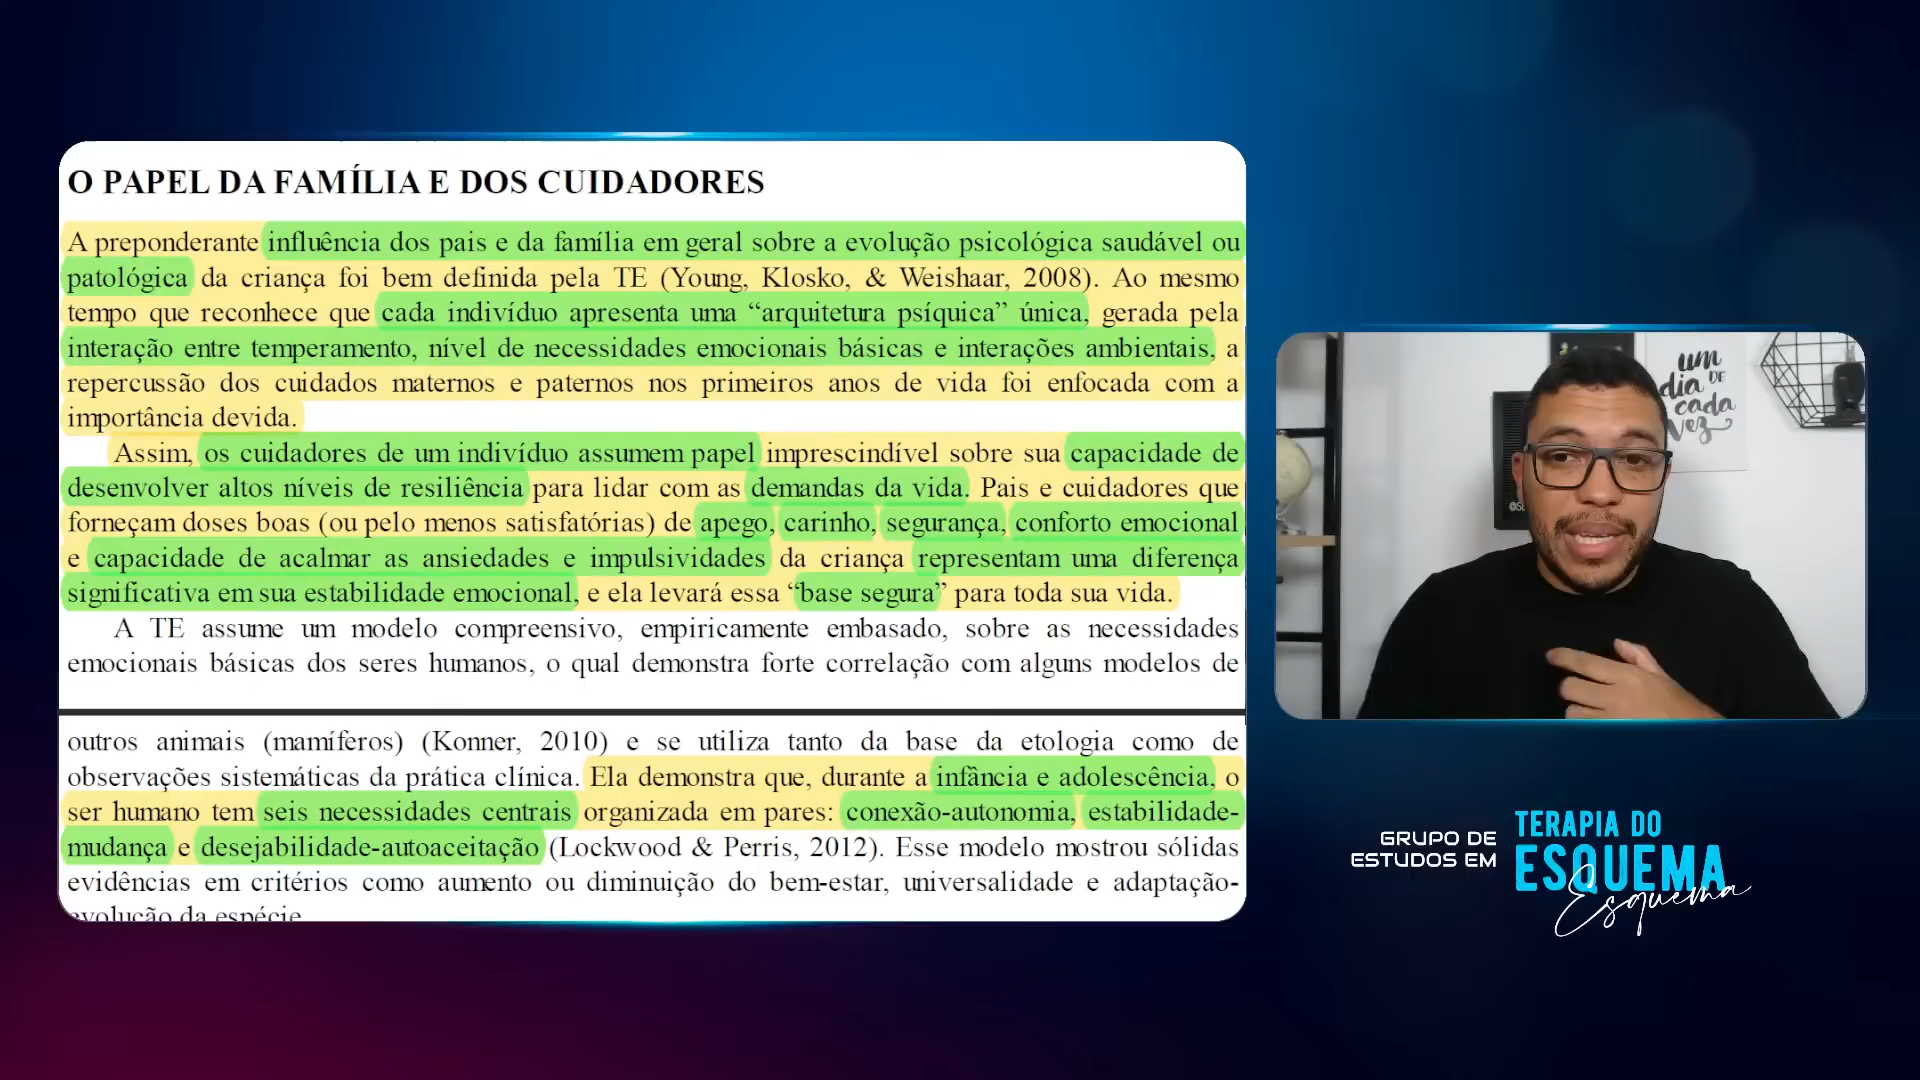 O PAPEL DA FAMÍLIA E DOS CUIDADORES
A preponderante influência dos pais e da família em geral sobre a evolução psicológica saudável ou
patológica da criança foi bem definida pela TE (Young, Klosko, & Weishaar, 2008). Ao mesmo
tempo que reconhece que cada indivíduo apresenta uma “arquitetura psíquica” única, gerada pela
interação entre temperamento, nível de necessidades emocionais básicas e interações ambientais, a
repercussão dos cuidados maternos e paternos nos primeiros anos de vida foi enfocada com a
importância devida.
Assim, os cuidadores de um indivíduo assumem papel imprescindível sobre sua capacidade de
desenvolver altos níveis de resiliência para lidar com as demandas da vida. Pais e cuidadores que
forneçam doses boas (ou pelo menos satisfatórias) de apego, carinho, segurança, conforto emocional
e capacidade de acalmar as ansiedades e impulsividades da criança representam uma diferença
significativa em sua estabilidade emocional, e ela levará essa “base segura” para toda sua vida.
A TE assume um modelo compreensivo, empiricamente embasado, sobre as necessidades
emocionais básicas dos seres humanos, o qual demonstra forte correlação com alguns modelos de
outros animais (mamíferos) (Konner, 2010) e se utiliza tanto da base da etologia como de
observações sistemáticas da prática clínica. Ela demonstra que, durante a infância e adolescência, o
ser humano tem seis necessidades centrais organizada em pares: conexão-autonomia, estabilidade-
mudança e desejabilidade-autoaceitação (Lockwood & Perris, 2012). Esse modelo mostrou sólidas
evidências em critérios como aumento ou diminuição do bem-estar, universalidade e adaptação-
evolução da espécie
um
dia DE
cada
vez
GRUPO DE
ESTUDOS EM
TERAPIA DO
ESQUEMA
Esquema